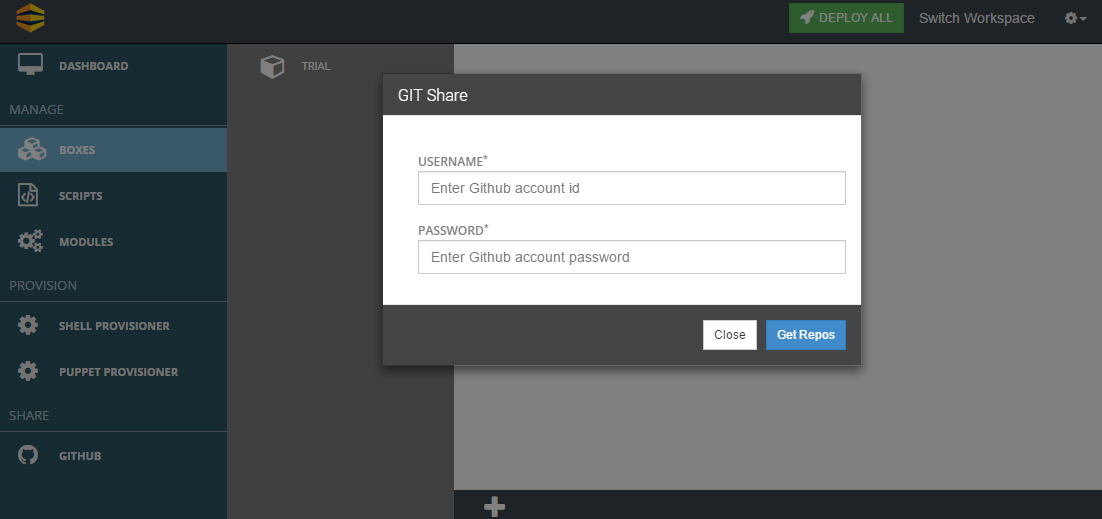 DEPLOY ALL
Switch Workspace
DASHBOARD
MANAGE
BOXES
SCRIPTS
MODULES
PROVISION
SHELL PROVISIONER
PUPPET PROVISIONER
SHARE
GITHUB
TRIAL
GIT Share
USERNAME*
Enter Github account id
PASSWORD*
Enter Github account password
Close
Get Repos